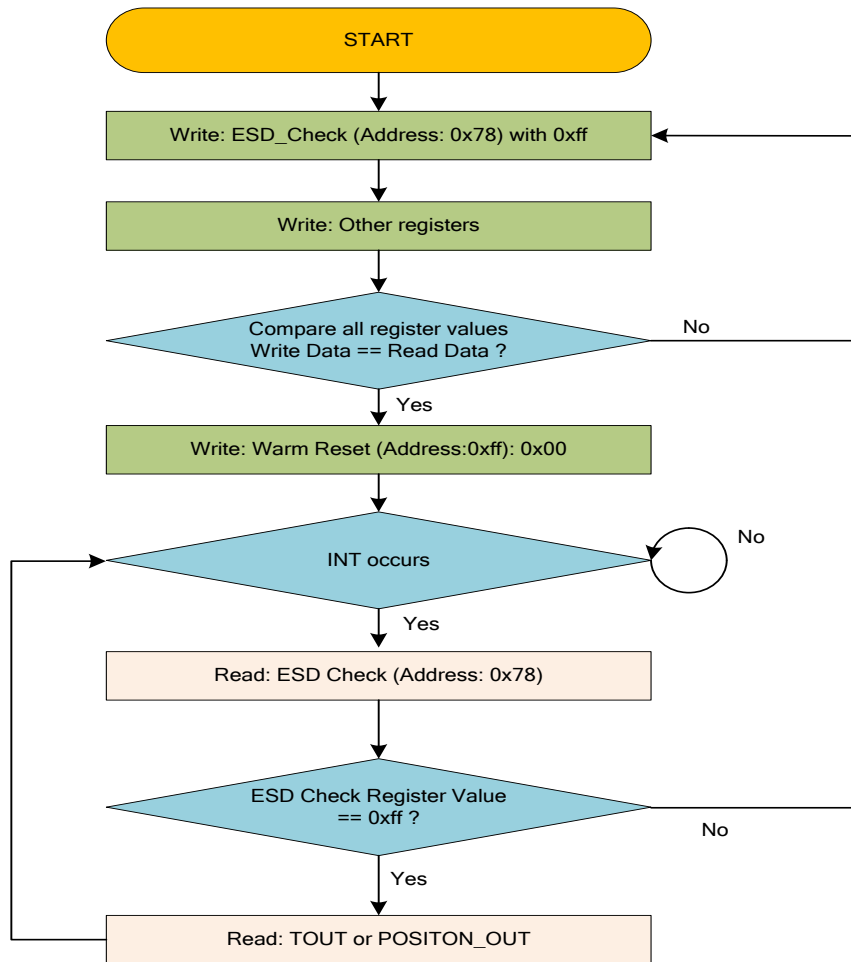 START
Write: ESD_Check (Address: 0x78) with 0xff
Write: Other registers
Compare all register values
Write Data == Read Data ?
No
Yes
Write: Warm Reset (Address:0xff): 0x00
INT occurs
No
Yes
Read: ESD Check (Address: 0x78)
ESD Check Register Value
== 0xff ?
No
Yes
Read: TOUT or POSITON_OUT